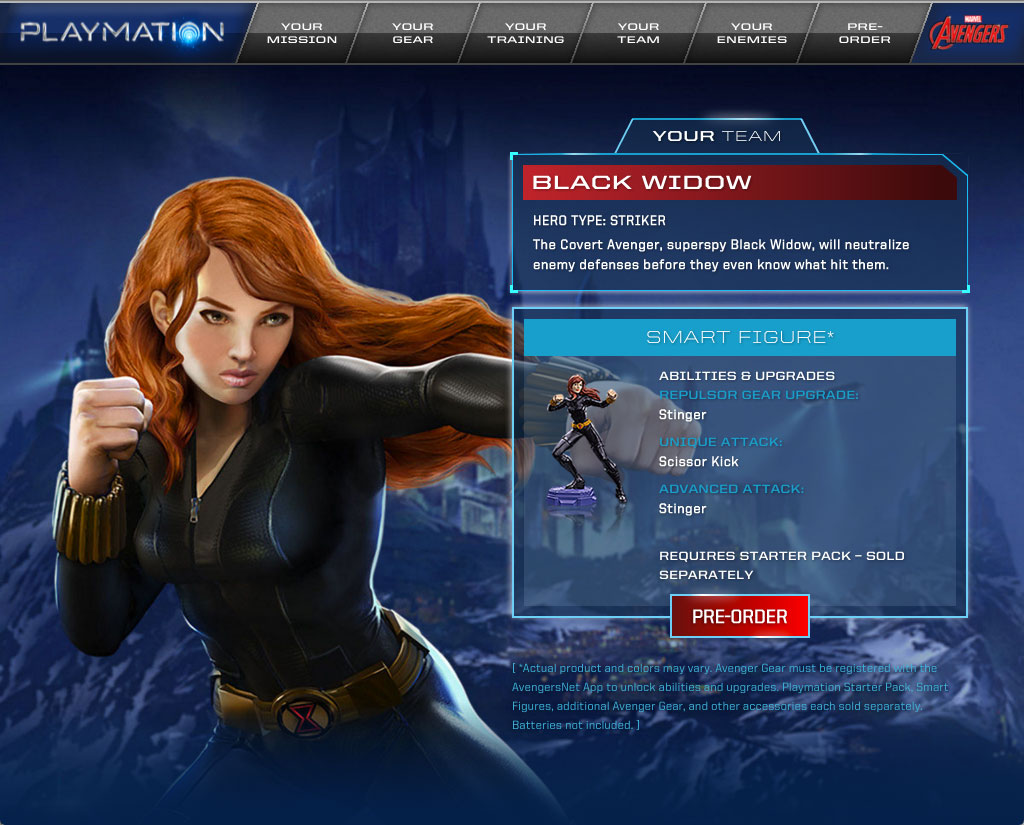 PLAYMATION
YOUR
MISSION
YOUR
GEAR
YOUR
TRAINING
YOUR
TEAM
YOUR
ENEMIES
PRE-
ORDER
MARVEL
AVENGERS
YOUR TEAM
BLACK WIDOW
HERO TYPE: STRIKER
The Covert Avenger, superspy Black Widow, will neutralize
enemy defenses before they even know what hit them.
SMART FIGURE*
ABILITIES & UPGRADES
REPULSOR GEAR UPGRADE:
Stinger
UNIQUE ATTACK:
Scissor Kick
ADVANCED ATTACK:
Stinger
REQUIRES STARTER PACK – SOLD
SEPARATELY
PRE-ORDER
[ *Actual product and colors may vary. Avenger Gear must be registered with the
AvengersNet App to unlock abilities and upgrades. Playmation Starter Pack, Smart
Figures, additional Avenger Gear, and other accessories each sold separately.
Batteries not included. ]